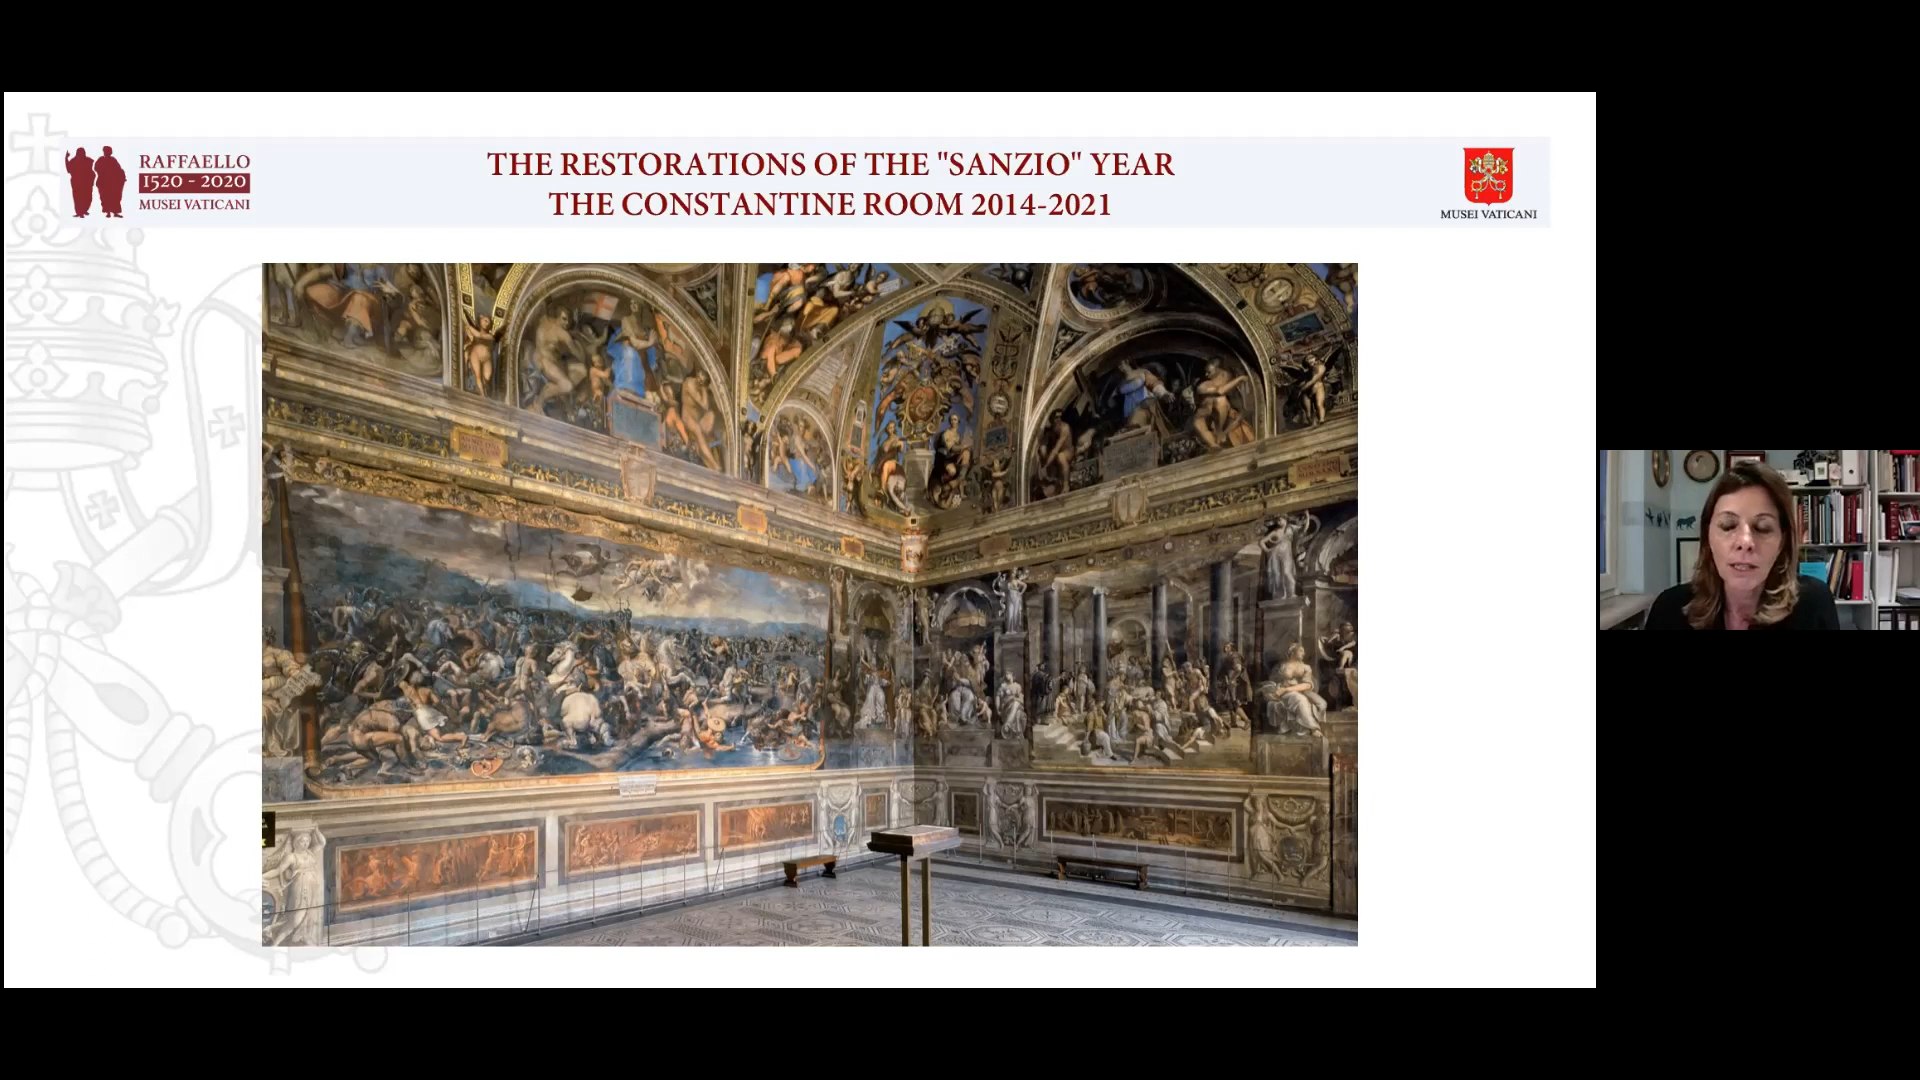 RAFFAELLO
1520 - 2020
MUSEI VATICANI
THE RESTORATIONS OF THE "SANZIO" YEAR
THE CONSTANTINE ROOM 2014-2021
MUSEI VATICANI